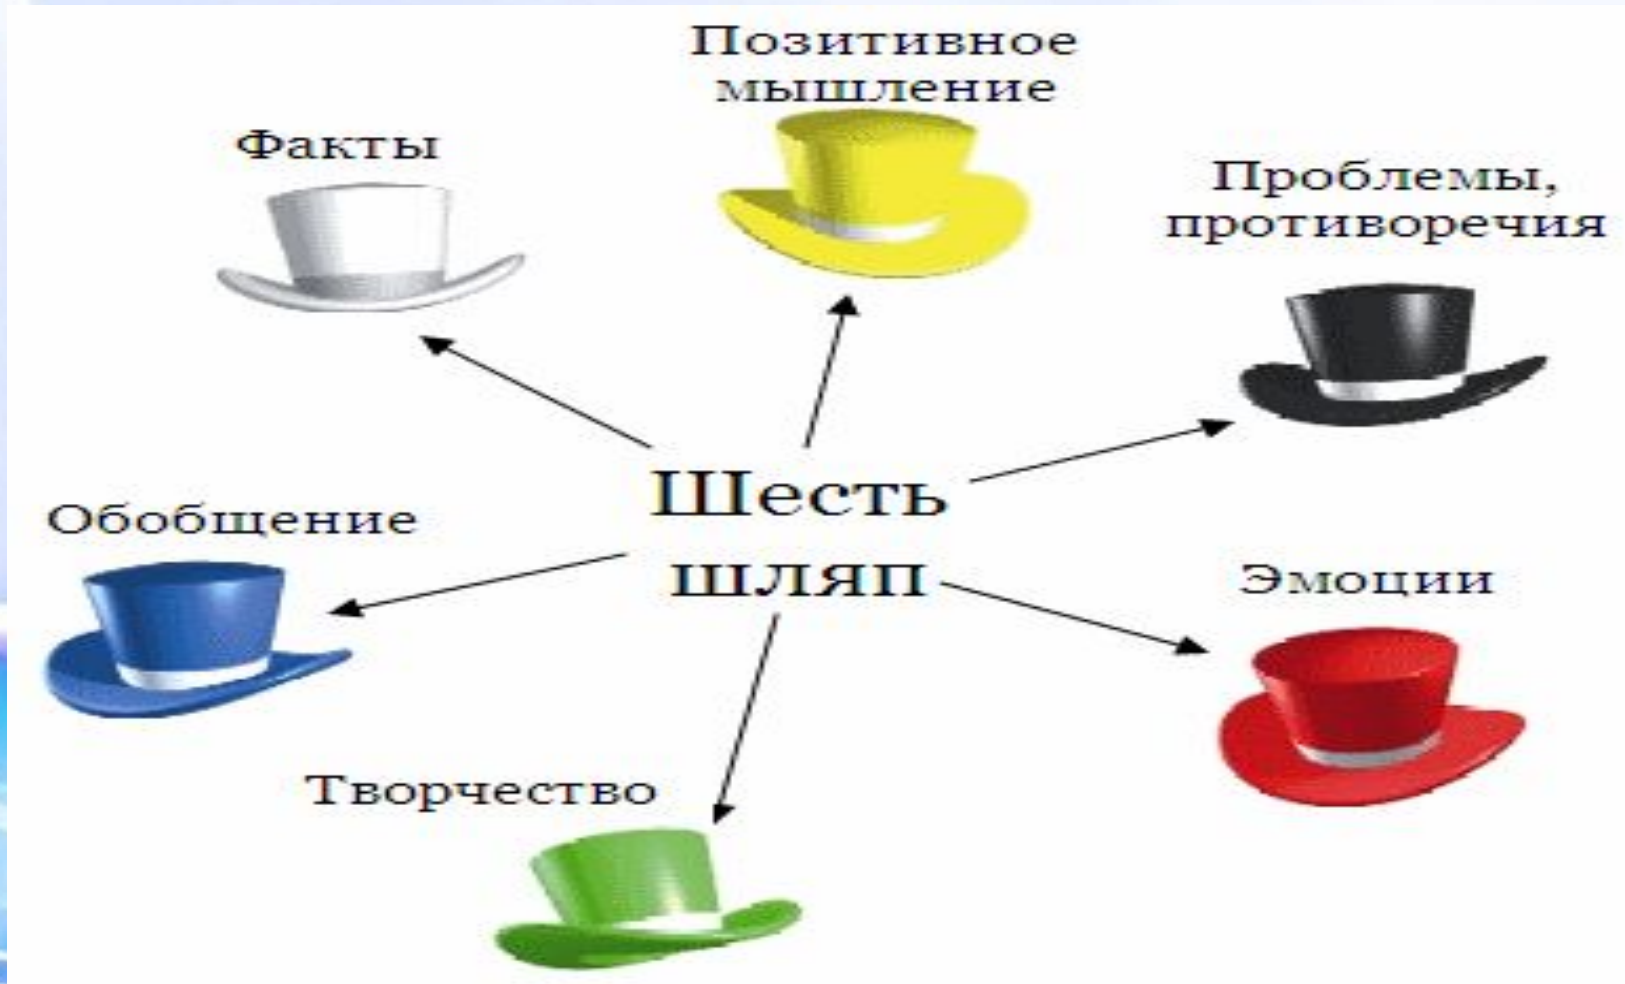 Позитивное
мышление
Факты
Проблемы,
противоречия
Шесть
шляп
Обобщение
Эмоции
Творчество